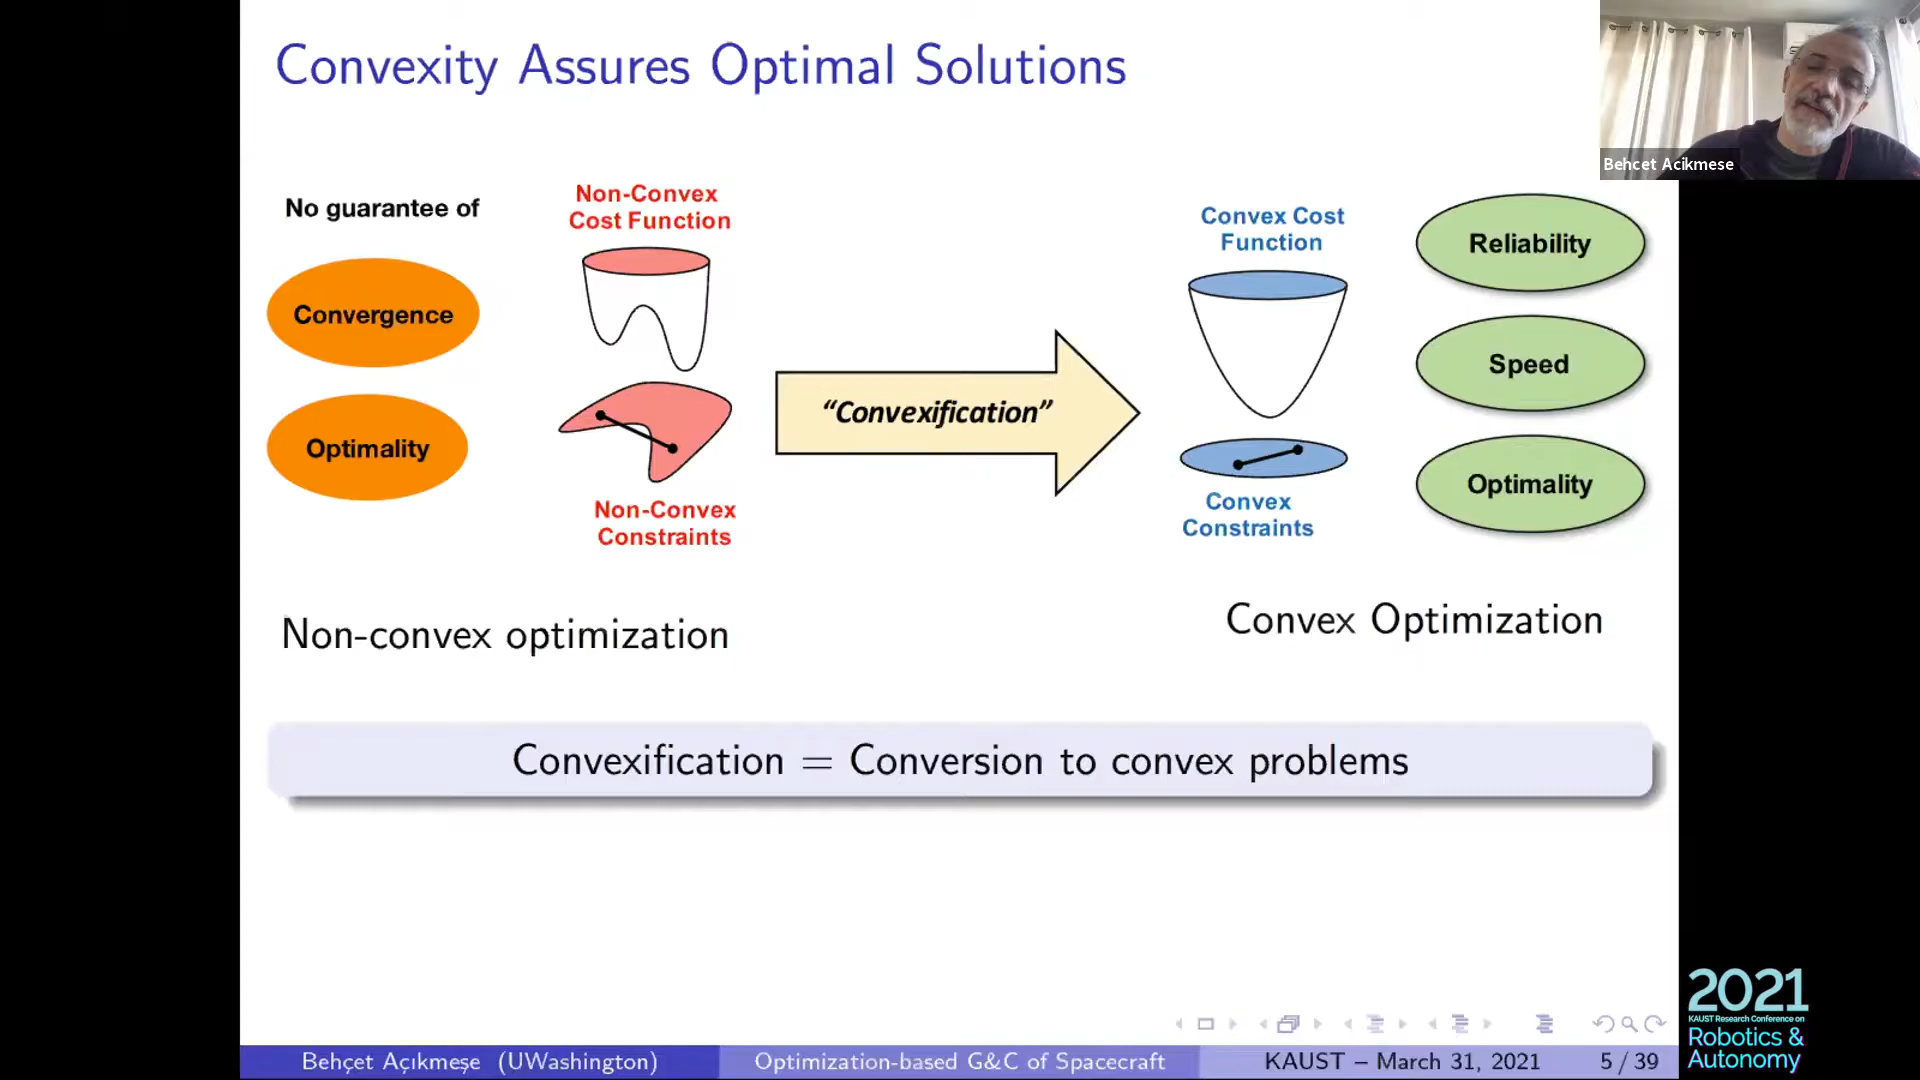 Convexity Assures Optimal Solutions
Behcet Acikmese
No guarantee of
Convergence
Optimality
Non-Convex
Cost Function
Non-Convex
Constraints
“Convexification”
Convex Cost
Function
Convex
Constraints
Reliability
Speed
Optimality
Non-convex optimization
Convex Optimization
Convexification = Conversion to convex problems
Behçet Açıkmeşe (UWashington)
Optimization-based G&C of Spacecraft
KAUST – March 31, 2021
5 / 39
2021
KAUST Research Conference on
Robotics &
Autonomy